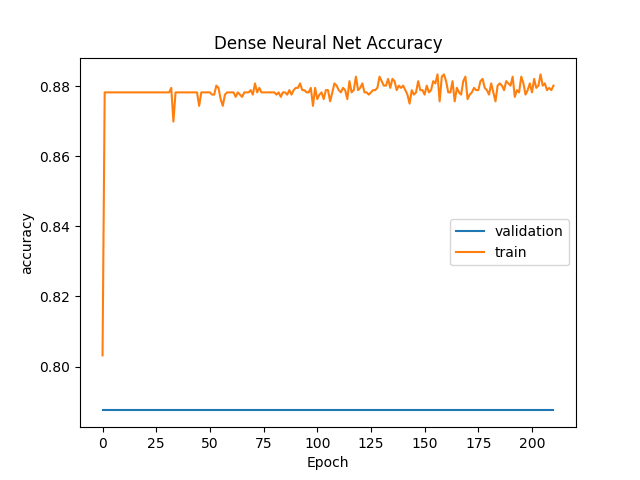 Dense Neural Net Accuracy
0.88
0.86
0.84
0.82
0.80
accuracy
validation
train
0 25 50 75 100 125 150 175 200
Epoch